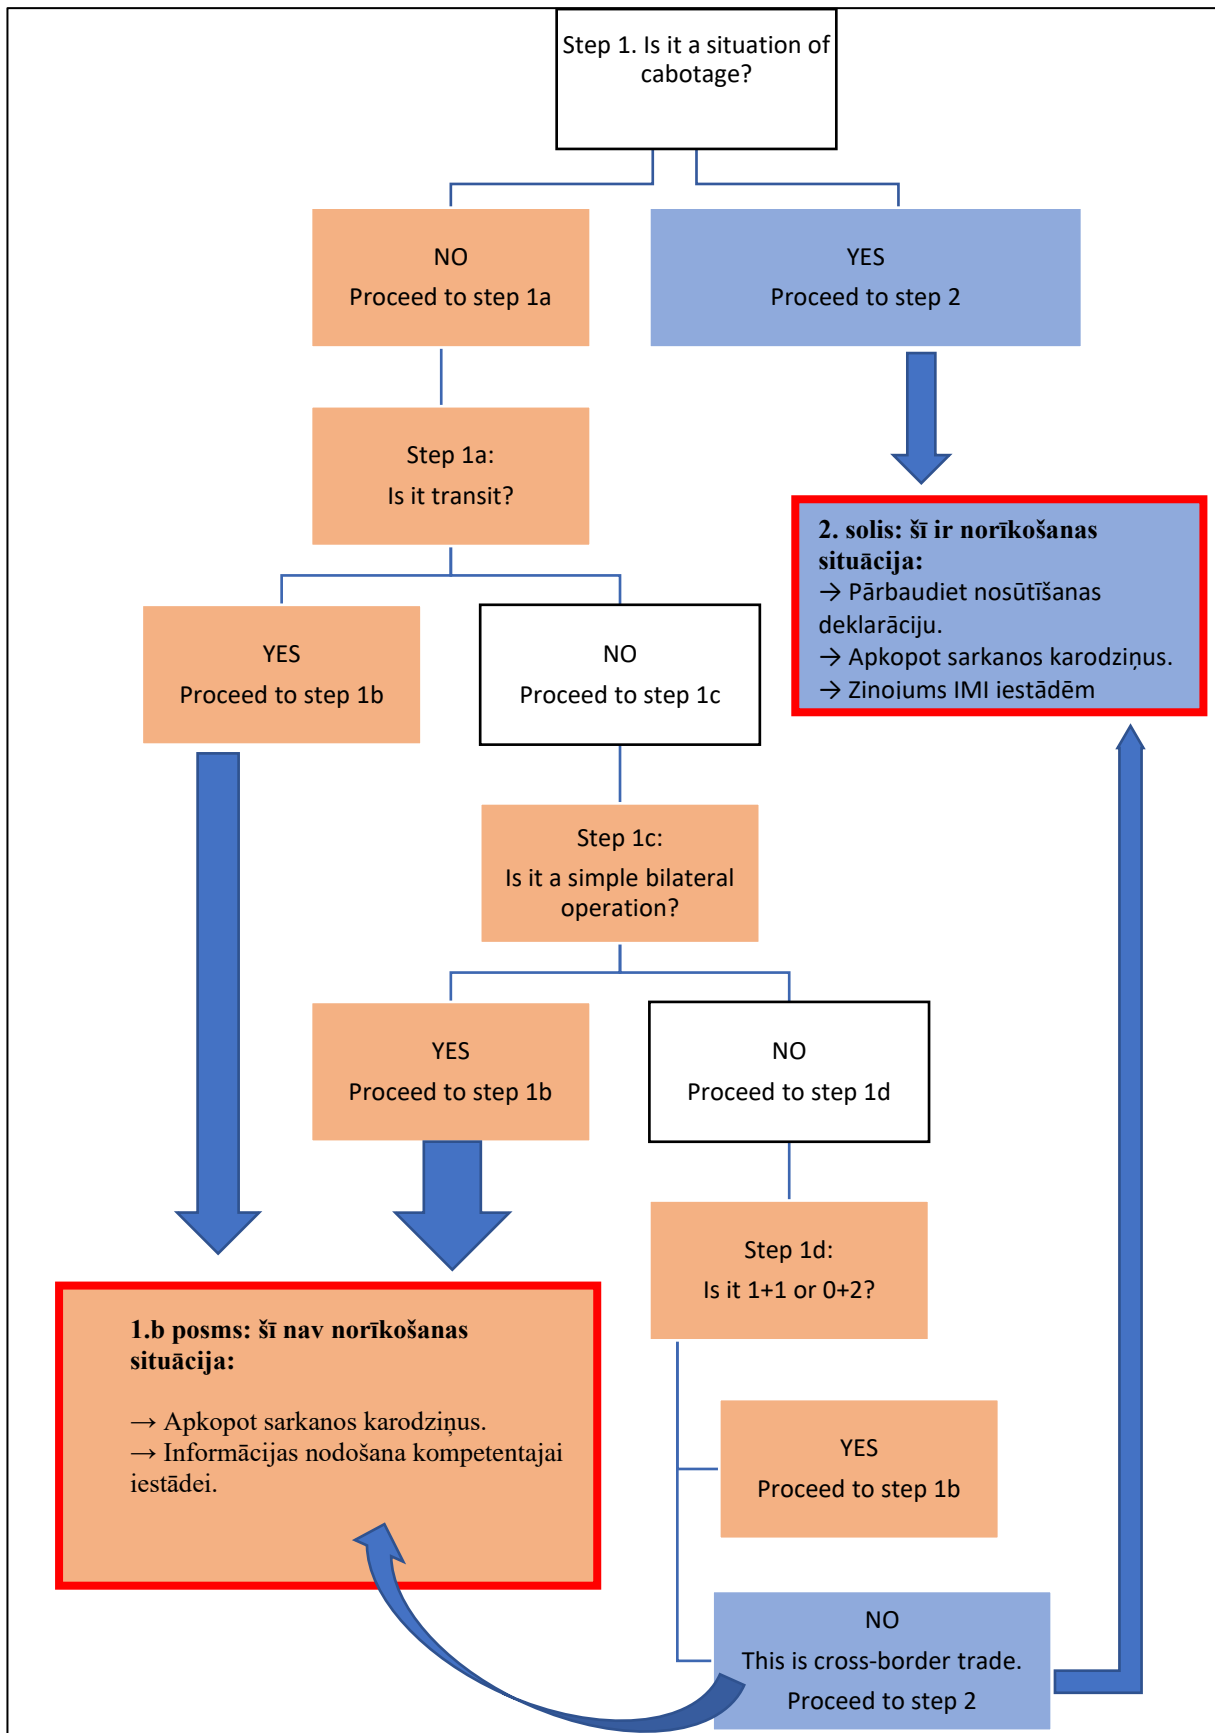 Step 1. Is it a situation of
cabotage?
NO
Proceed to step 1a
YES
Proceed to step 2
Step 1a:
Is it transit?
2. solis: šī ir norīkošanas
situācija:
→ Pārbaudiet nosūtīšanas
deklarāciju.
→ Apkopot sarkanos karodziņus.
→ Zinojums IMI iestādēm
YES
Proceed to step 1b
NO
Proceed to step 1c
Step 1c:
Is it a simple bilateral
operation?
YES
Proceed to step 1b
NO
Proceed to step 1d
Step 1d:
Is it 1+1 or 0+2?
1.b posms: šī nav norīkošanas
situācija:
→ Apkopot sarkanos karodziņus.
→ Informācijas nodošana kompetentajai
iestādei.
YES
Proceed to step 1b
NO
This is cross-border trade.
Proceed to step 2